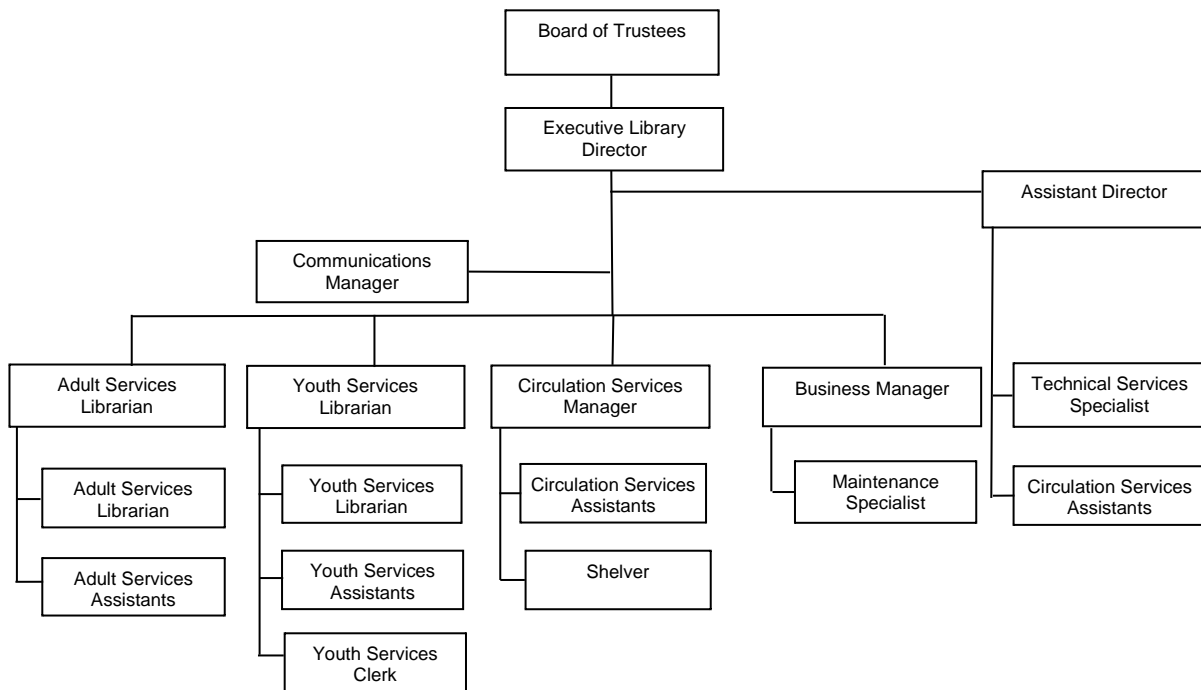 Board of Trustees
Executive Library
Director
Assistant Director
Communications
Manager
Adult Services
Librarian
Youth Services
Librarian
Circulation Services
Manager
Business Manager
Technical Services
Specialist
Adult Services
Librarian
Youth Services
Librarian
Circulation Services
Assistants
Maintenance
Specialist
Circulation Services
Assistants
Adult Services
Assistants
Youth Services
Assistants
Shelver
Youth Services
Clerk